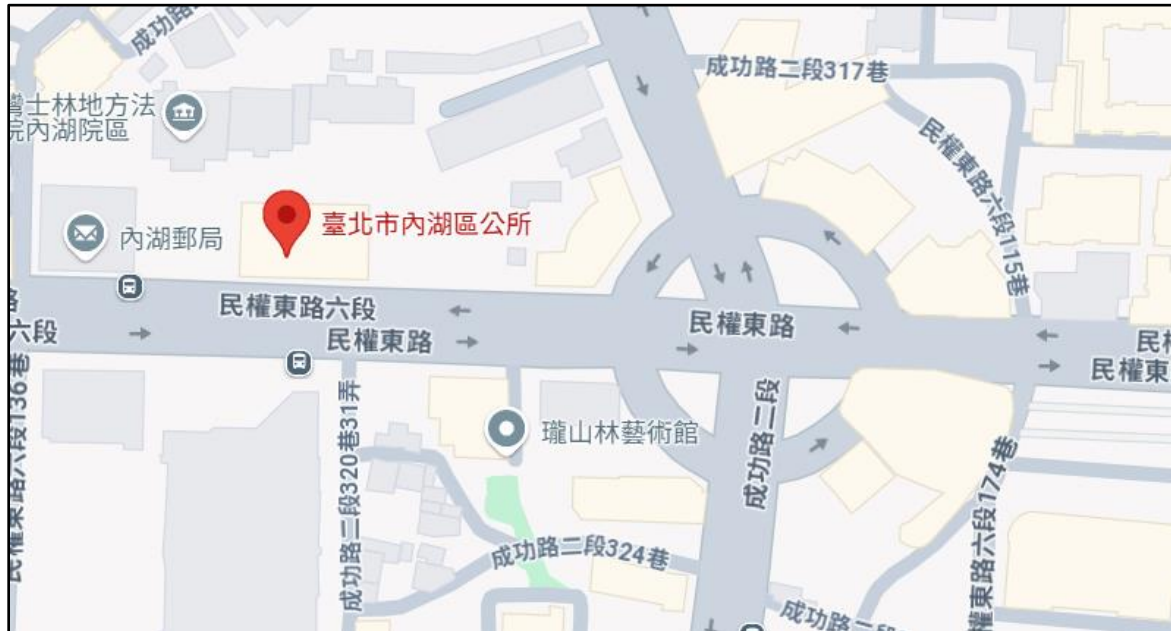 成功路
成功路二段317巷
灣士林地方法
院內湖院區
民權東路六段115巷
臺北市內湖區公所
內湖郵局
民權東路六段
民權東路
民權東路
六段
民權東
民權東路六段136巷
成功路二段320巷31弄
瓏山林藝術館
成功路二段
成功路二段324巷
民權東路六段174巷
成功路二段